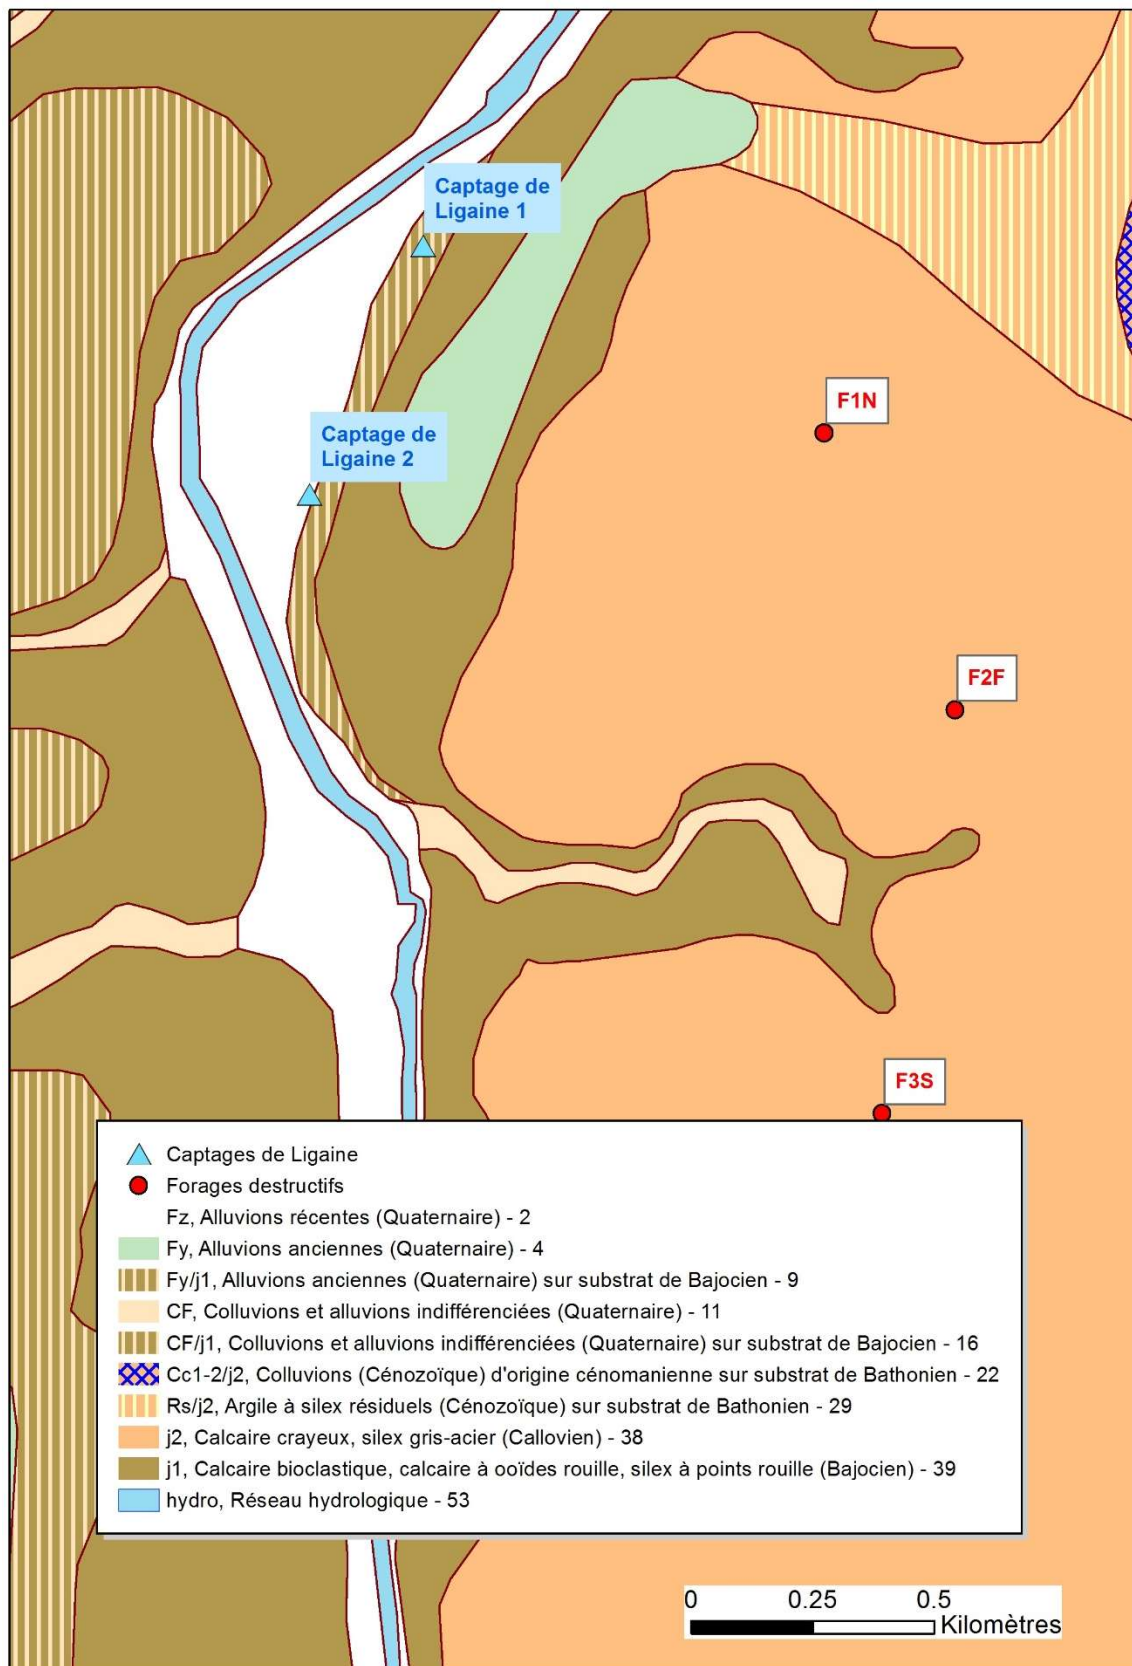 Captage de
Ligaine 1
F1N
Captage de
Ligaine 2
F2F
F3S
Captages de Ligaine
Forages destructifs
Fz, Alluvions récentes (Quaternaire) - 2
Fy, Alluvions anciennes (Quaternaire) - 4
Fy/j1, Alluvions anciennes (Quaternaire) sur substrat de Bajocien - 9
CF, Colluvions et alluvions indifférenciées (Quaternaire) - 11
CF/j1, Colluvions et alluvions indifférenciées (Quaternaire) sur substrat de Bajocien - 16
Cc1-2/j2, Colluvions (Cénozoïque) d'origine cénomanienne sur substrat de Bathonien - 22
Rs/j2, Argile à silex résiduels (Cénozoïque) sur substrat de Bathonien - 29
j2, Calcaire crayeux, silex gris-acier (Callovien) - 38
j1, Calcaire bioclastique, calcaire à ooïdes rouille, silex à points rouille (Bajocien) - 39
hydro, Réseau hydrologique - 53
0 0.25 0.5
Kilomètres